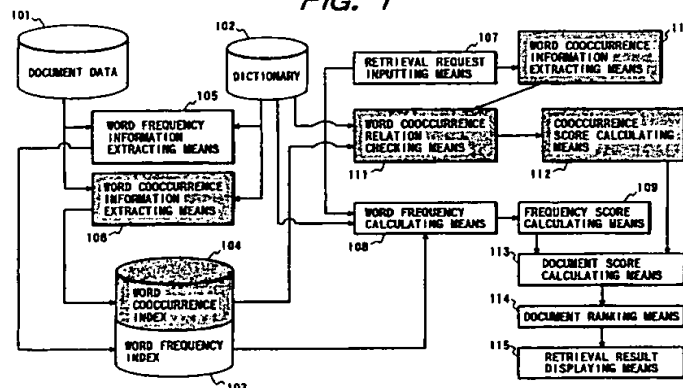 FIG. 1
101
DOCUMENT DATA
102
DICTIONARY
105
WORD FREQUENCY
INFORMATION
EXTRACTING MEANS
WORD COOCCURRENCE
INFORMATION
EXTRACTING MEANS
106
104
WORD
COOCCURRENCE
INDEX
WORD FREQUENCY
INDEX
103
107
RETRIEVAL REQUEST
INPUTTING MEANS
11
WORD COOCCURRENCE
INFORMATION
EXTRACTING MEANS
WORD COOCCURRENCE
RELATION
CHECKING MEANS
111
COOCCURRENCE
SCORE CALCULATING
MEANS
112
WORD FREQUENCY
CALCULATING MEANS
108
109
FREQUENCY SCORE
CALCULATING MEANS
113
DOCUMENT SCORE
CALCULATING MEANS
114
DOCUMENT RANKING MEANS
115
RETRIEVAL RESULT
DISPLAYING MEANS